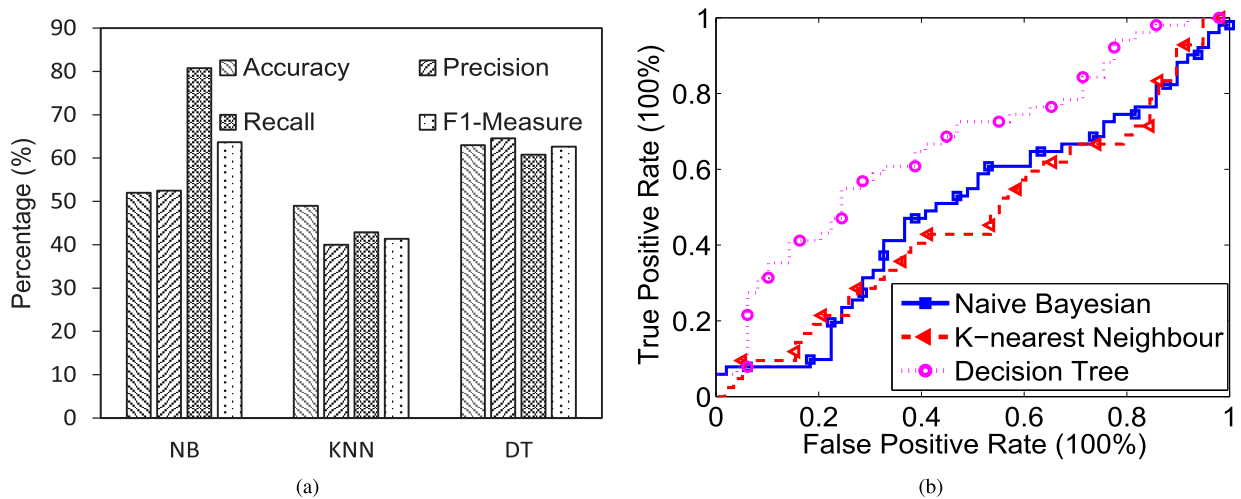 90
80
70
60
50
40
30
20
10
0
Percentage (%)
Accuracy
Precision
Recall
F1-Measure
NB
KNN
DT
(a)
1
0.8
0.6
0.4
0.2
0
True Positive Rate (100%)
Naive Bayesian
K-nearest Neighbour
Decision Tree
0
0.2
0.4
0.6
0.8
1
False Positive Rate (100%)
(b)